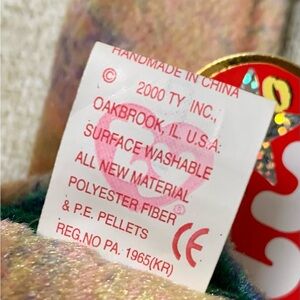 HANDMADE IN CHINA
© 2000 TY INC.,
OAKBROOK, IL. U.S.A.
SURFACE WASHABLE
ALL NEW MATERIAL
POLYESTER FIBER
& P.E. PELLETS ®
REG.NO PA. 1965(KR) CE